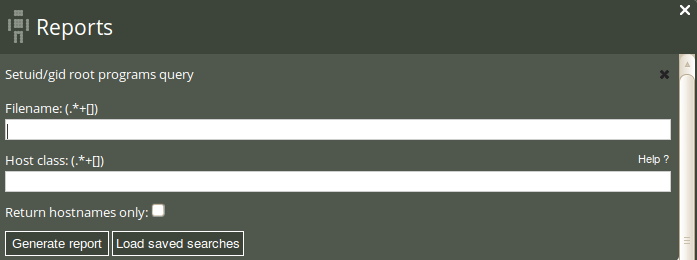 Reports
Setuid/gid root programs query
Filename: (.*+[])
Host class: (.*+[])
Help ?
Return hostnames only:
Generate report
Load saved searches